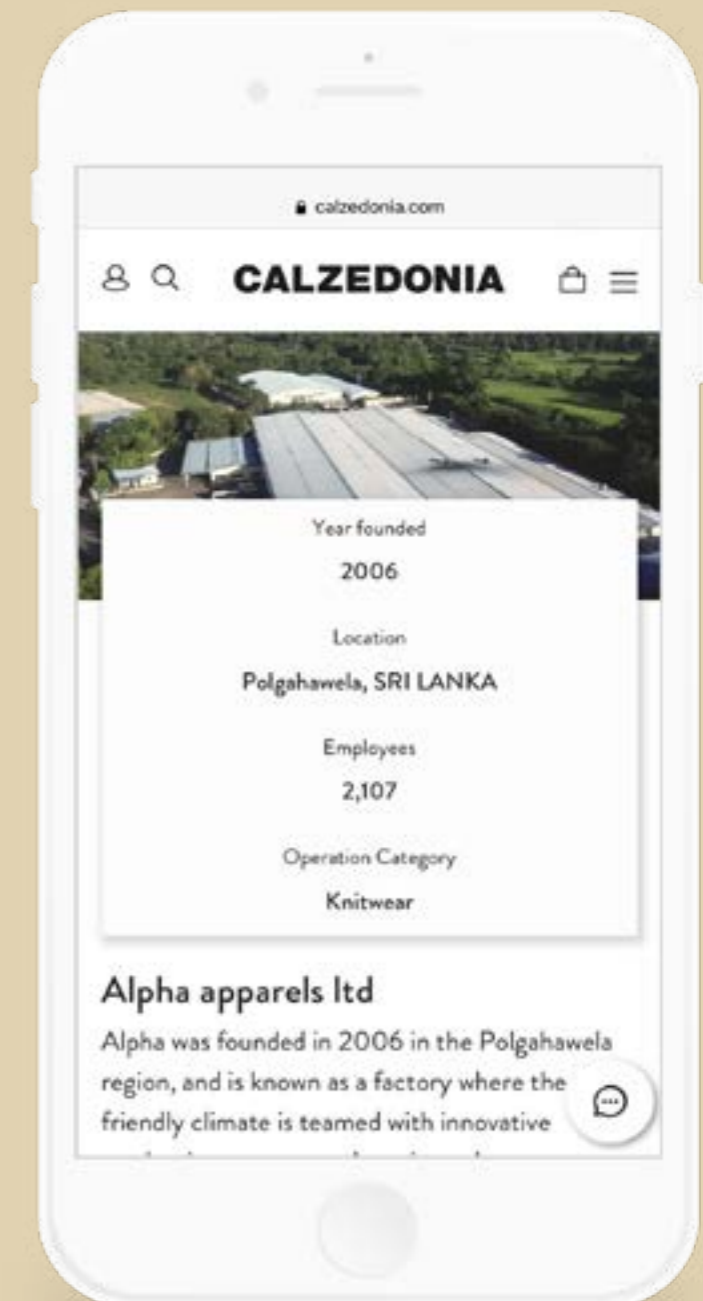 calzedonia.com
CALZEDONIA
Year founded
2006
Location
Polgahawela, SRI LANKA
Employees
2,107
Operation Category
Knitwear
Alpha apparels ltd
Alpha was founded in 2006 in the Polgahawela
region, and is known as a factory where the
friendly climate is teamed with innovative